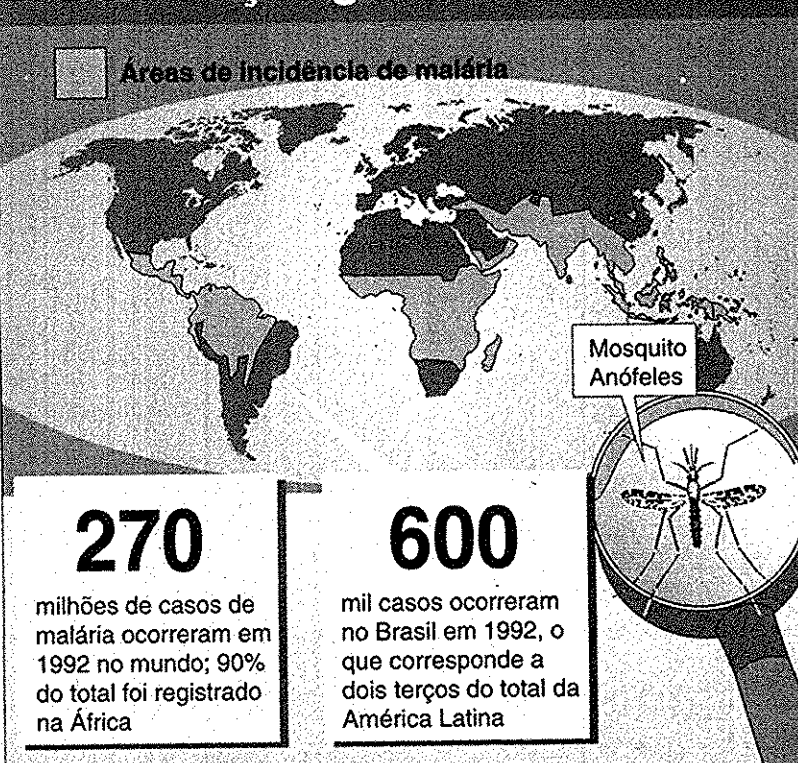 Áreas de incidência de malária
Mosquito
Anófeles
270
milhões de casos de
malária ocorreram em
1992 no mundo; 90%
do total foi registrado
na África
600
mil casos ocorreram
no Brasil em 1992, o
que corresponde a
dois terços do total da
América Latina